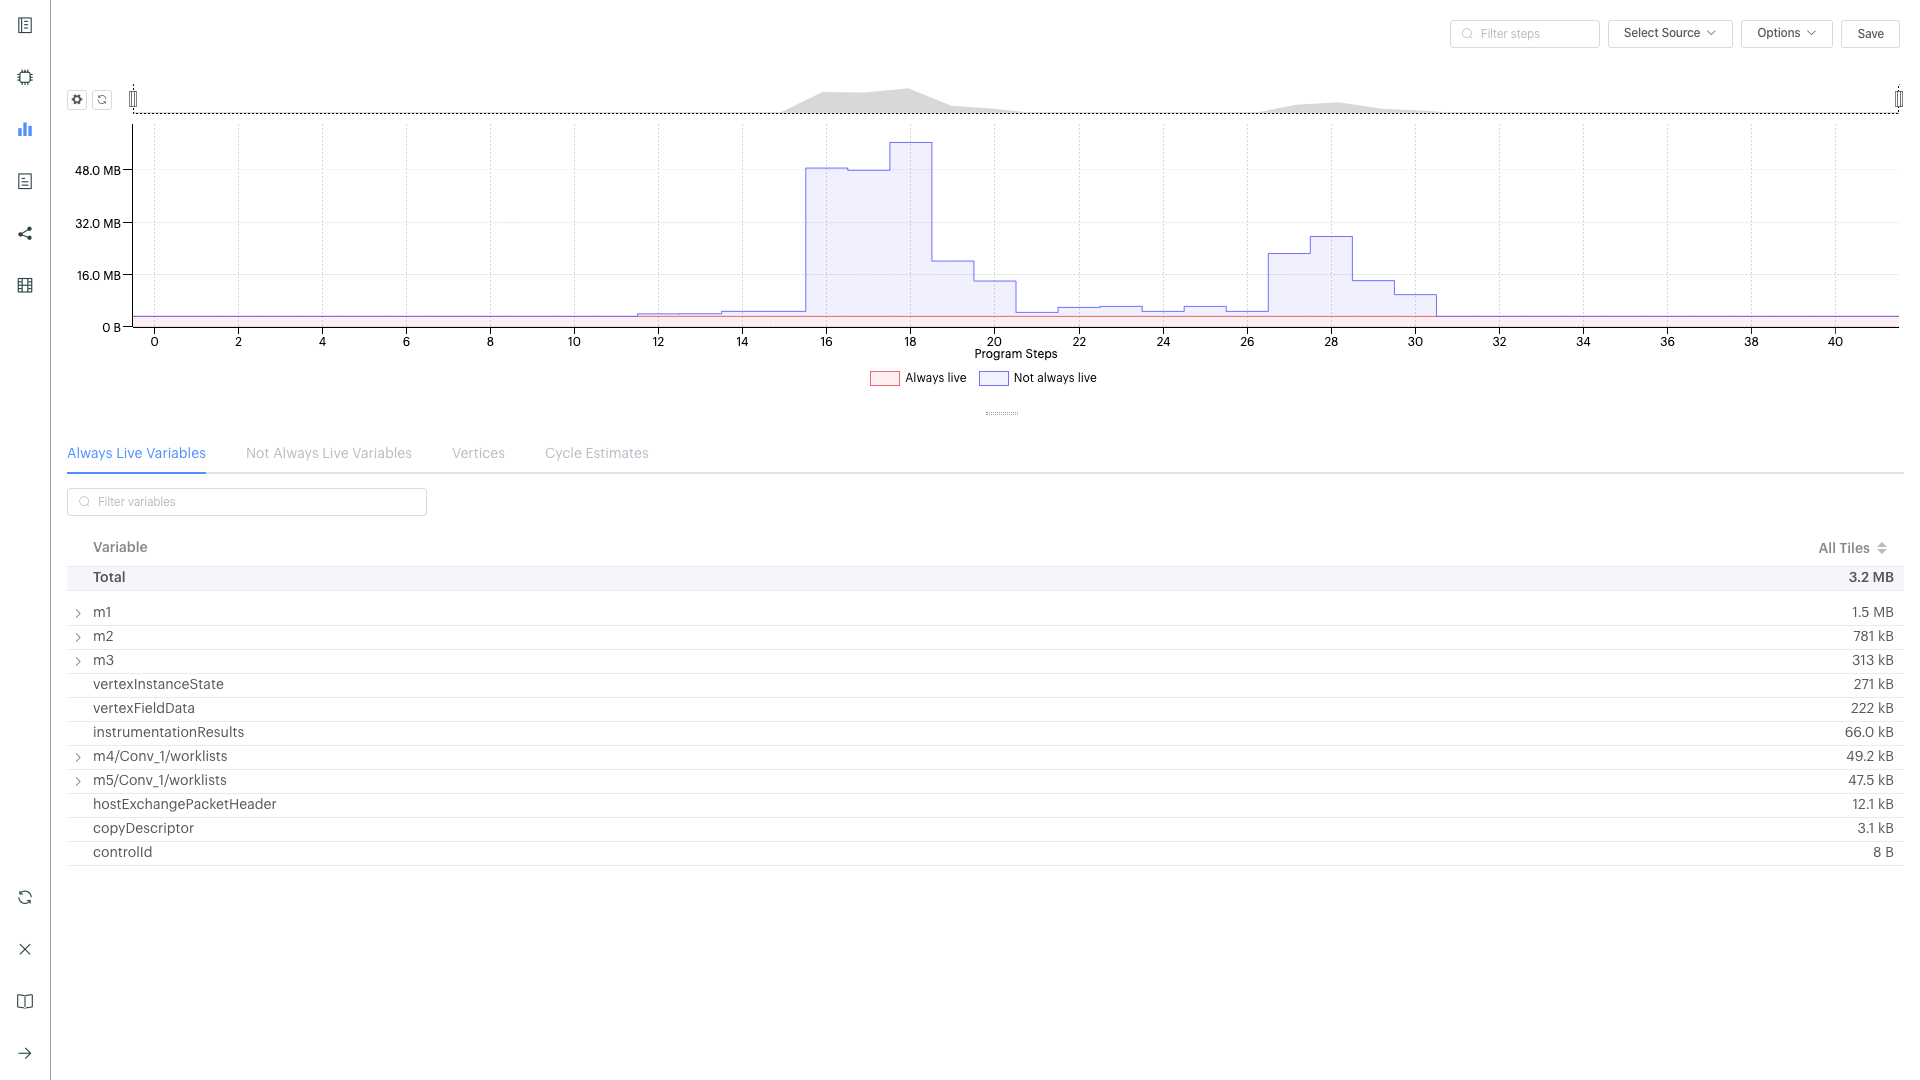 Filter steps
Select Source
Options
Save
48.0 MB
32.0 MB
16.0 MB
0 B
0 2 4 6 8 10 12 14 16 18 20 22 24 26 28 30 32 34 36 38 40
Program Steps
Always live
Not always live
Always Live Variables
Not Always Live Variables
Vertices
Cycle Estimates
Filter variables
Variable All Tiles
Total 3.2 MB
m1 1.5 MB
m2 781 kB
m3 313 kB
vertexInstanceState 271 kB
vertexFieldData 222 kB
instrumentationResults 66.0 kB
m4/Conv_1/worklists 49.2 kB
m5/Conv_1/worklists 47.5 kB
hostExchangePacketHeader 12.1 kB
copyDescriptor 3.1 kB
controlId 8 B